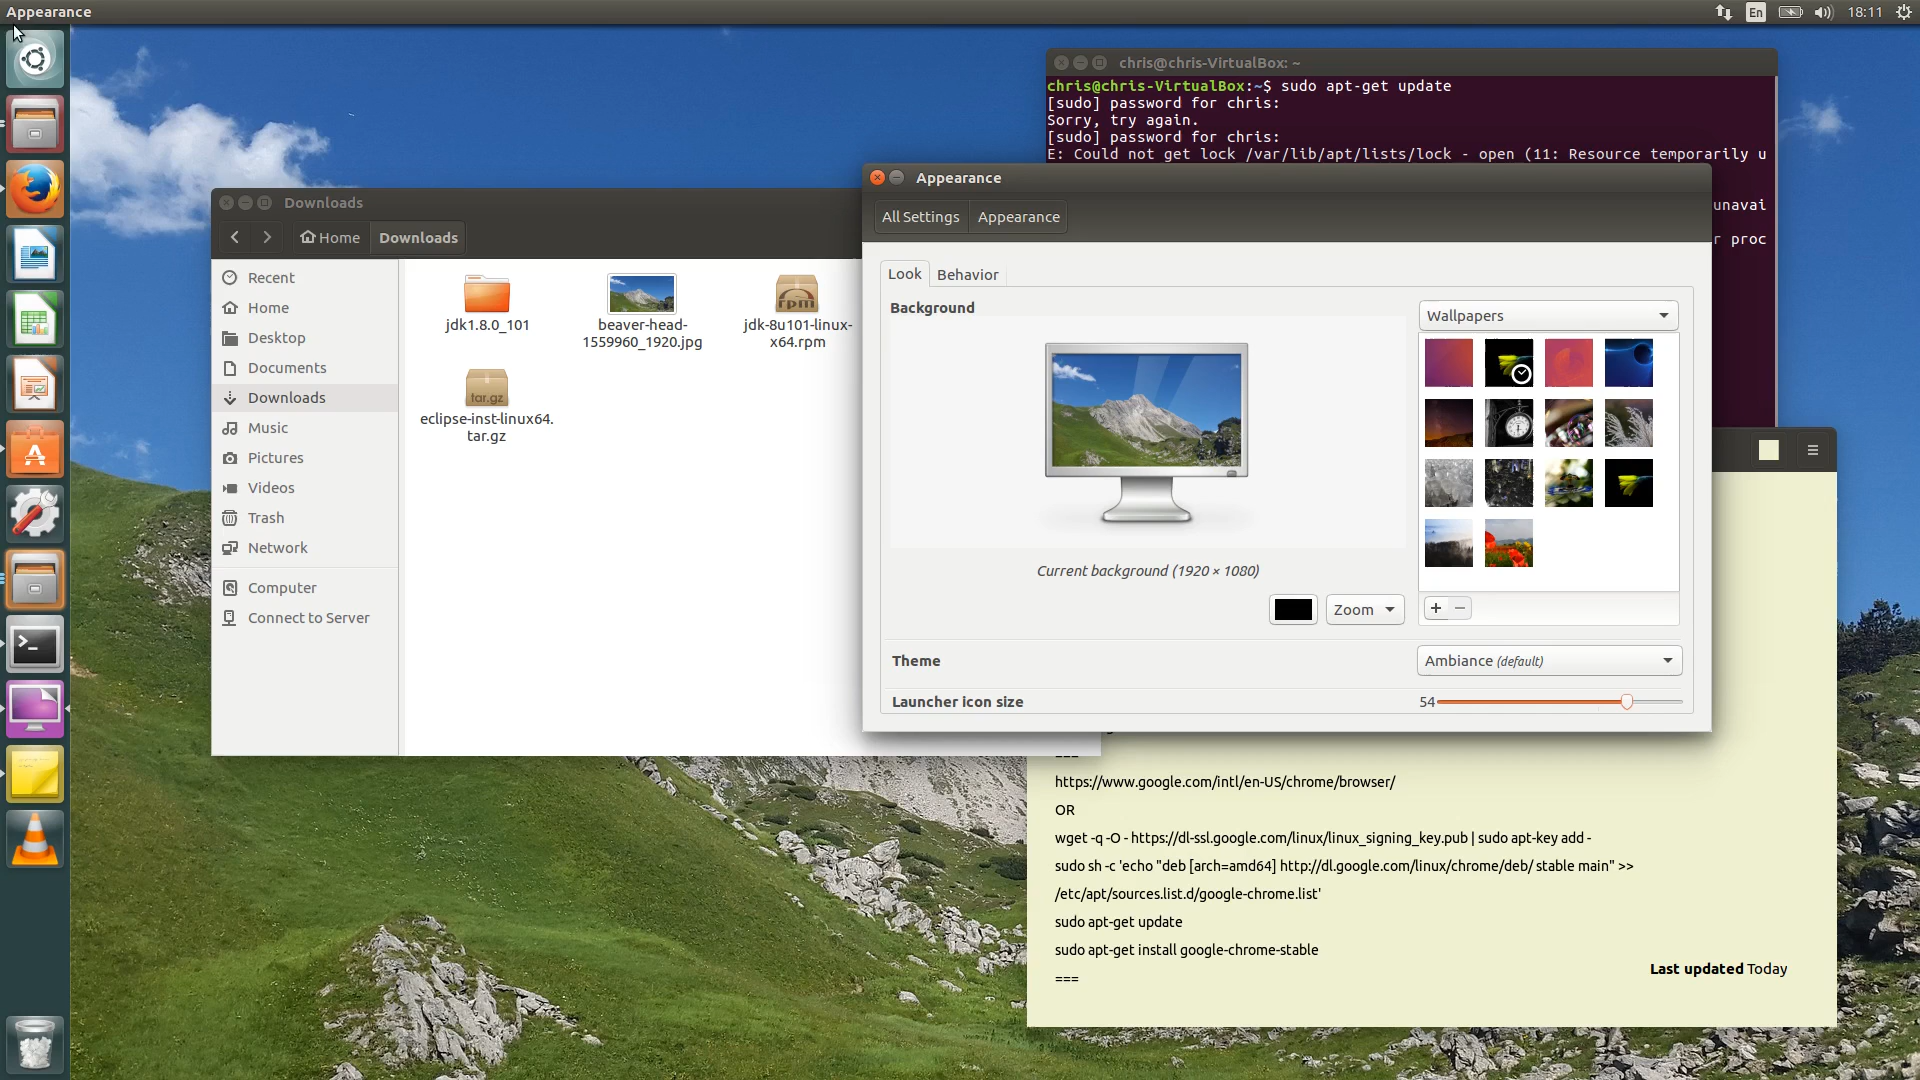 Appearance
En
18:11
chris@chris-VirtualBox: ~
chris@chris-VirtualBox:~$ sudo apt-get update
[sudo] password for chris:
Sorry, try again.
[sudo] password for chris:
E: Could not get lock /var/lib/apt/lists/lock - open (11: Resource temporarily u
unavai
r proc
Downloads
Home
Downloads
Recent
Home
Desktop
Documents
Downloads
Music
Pictures
Videos
Trash
Network
Computer
Connect to Server
jdk1.8.0_101
beaver-head-
1559960_1920.jpg
rpm
jdk-8u101-linux-
x64.rpm
tar.gz
eclipse-inst-linux64.
tar.gz
Appearance
All Settings
Appearance
Look
Behavior
Background
Wallpapers
Current background (1920 × 1080)
Zoom
Theme
Ambiance (default)
Launcher icon size
54
===
https://www.google.com/intl/en-US/chrome/browser/
OR
wget -q -O - https://dl-ssl.google.com/linux/linux_signing_key.pub | sudo apt-key add -
sudo sh -c 'echo "deb [arch=amd64] http://dl.google.com/linux/chrome/deb/ stable main" >>
/etc/apt/sources.list.d/google-chrome.list'
sudo apt-get update
sudo apt-get install google-chrome-stable
===
Last updated Today